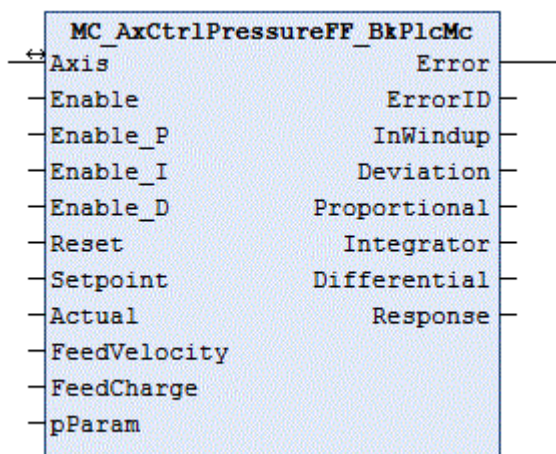 MC_AxCtrlPressureFF_BkPlcMc
Axis Error
Enable ErrorID
Enable_P InWindup
Enable_I Deviation
Enable_D Proportional
Reset Integrator
Setpoint Differential
Actual Response
FeedVelocity
FeedCharge
pParam